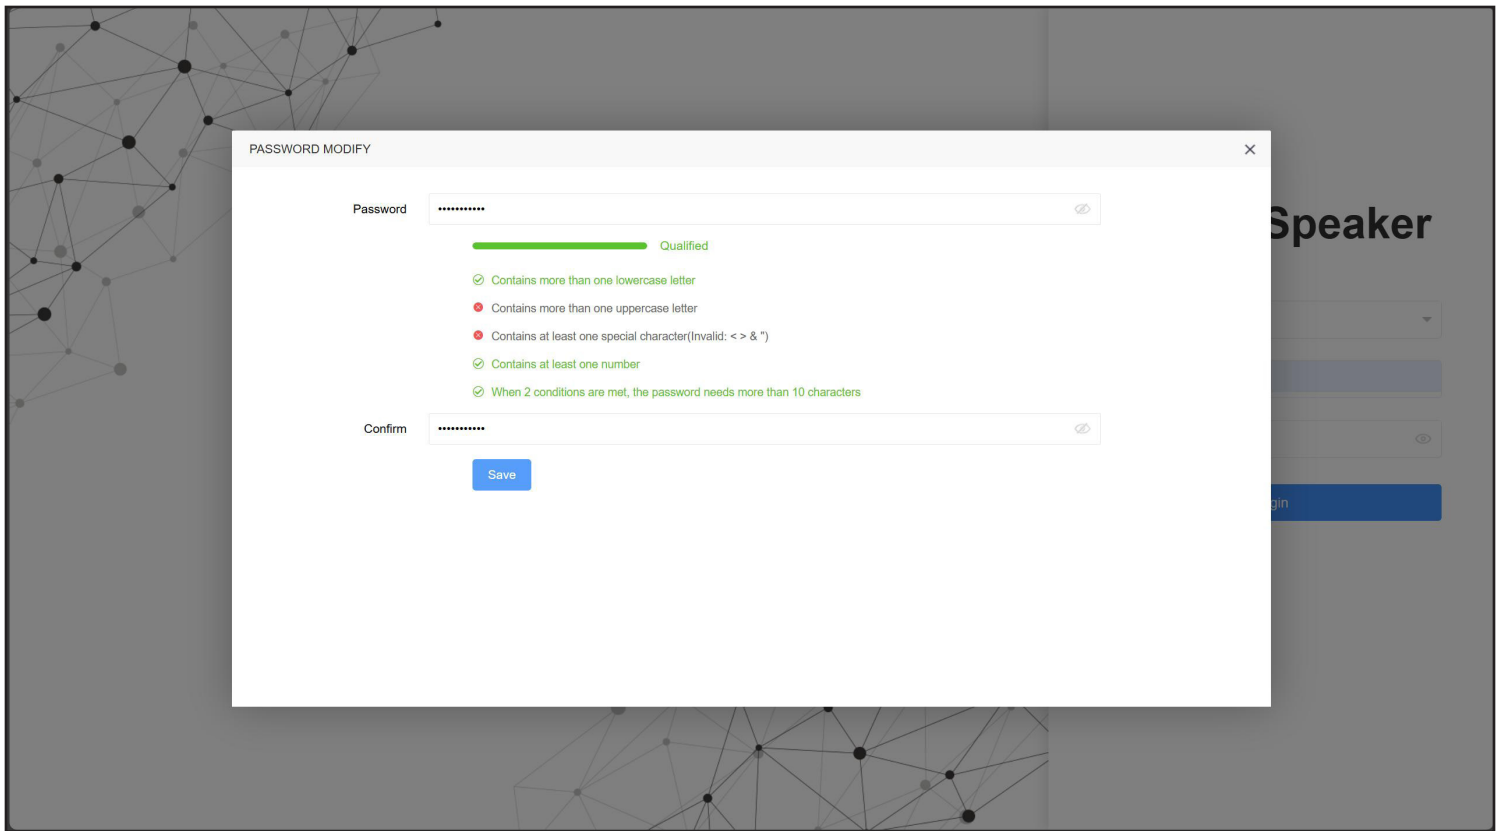 PASSWORD MODIFY
Password •••••••••••
Qualified
Contains more than one lowercase letter
Contains more than one uppercase letter
Contains at least one special character(Invalid: < > & ")
Contains at least one number
When 2 conditions are met, the password needs more than 10 characters
Confirm •••••••••••
Save
Speaker
gin